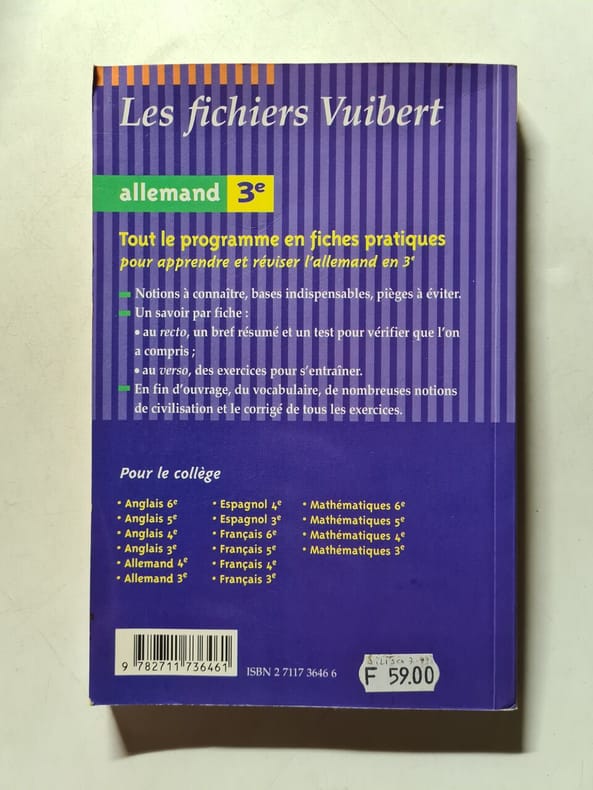 Les fichiers Vuibert
allemand 3e
Tout le programme en fiches pratiques
pour apprendre et réviser l'allemand en 3e
Notions à connaître, bases indispensables, pièges à éviter.
Un savoir par fiche :
• au recto, un bref résumé et un test pour vérifier que l'on
a compris ;
• au verso, des exercices pour s'entraîner.
En fin d'ouvrage, du vocabulaire, de nombreuses notions
de civilisation et le corrigé de tous les exercices.
Pour le collège
• Anglais 6e
• Anglais 5e
• Anglais 4e
• Anglais 3e
• Allemand 4e
• Allemand 3e
• Espagnol 4e
• Espagnol 3e
• Français 6e
• Français 5e
• Français 4e
• Français 3e
• Mathématiques 6e
• Mathématiques 5e
• Mathématiques 4e
• Mathématiques 3e
9 782711 736461
ISBN 2 7117 3646 6
F 59.00